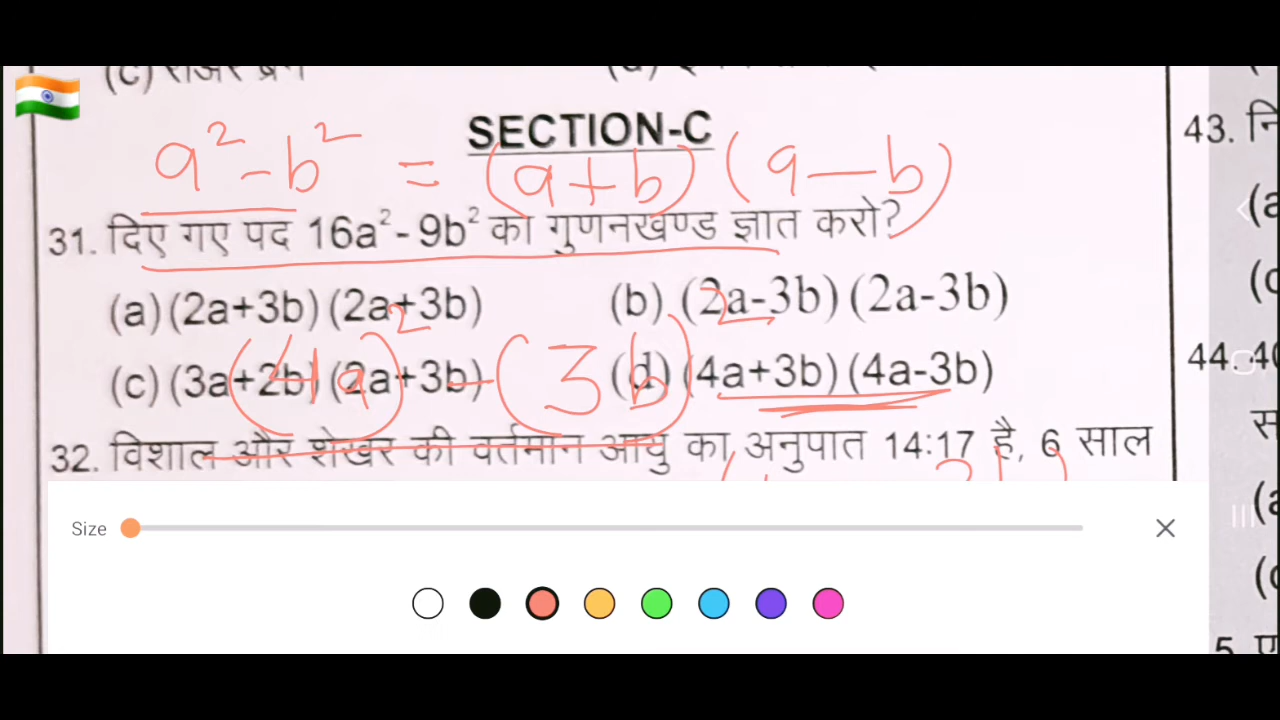 SECTION-C
a² - b² = (a+b) (a-b)
31. दिए गए पद 16a² - 9b² का गुणनखण्ड ज्ञात करो?
(a) (2a+3b) (2a+3b)
(b) (2a-3b) (2a-3b)
(4a)² - (3b)
(c) (3a+2b) (2a+3b)
(d) (4a+3b) (4a-3b)
32. विशाल और शेखर की वर्तमान आयु का अनुपात 14:17 है, 6 साल
Size
43. नि
(a
44. 40
स
(a
5. ए